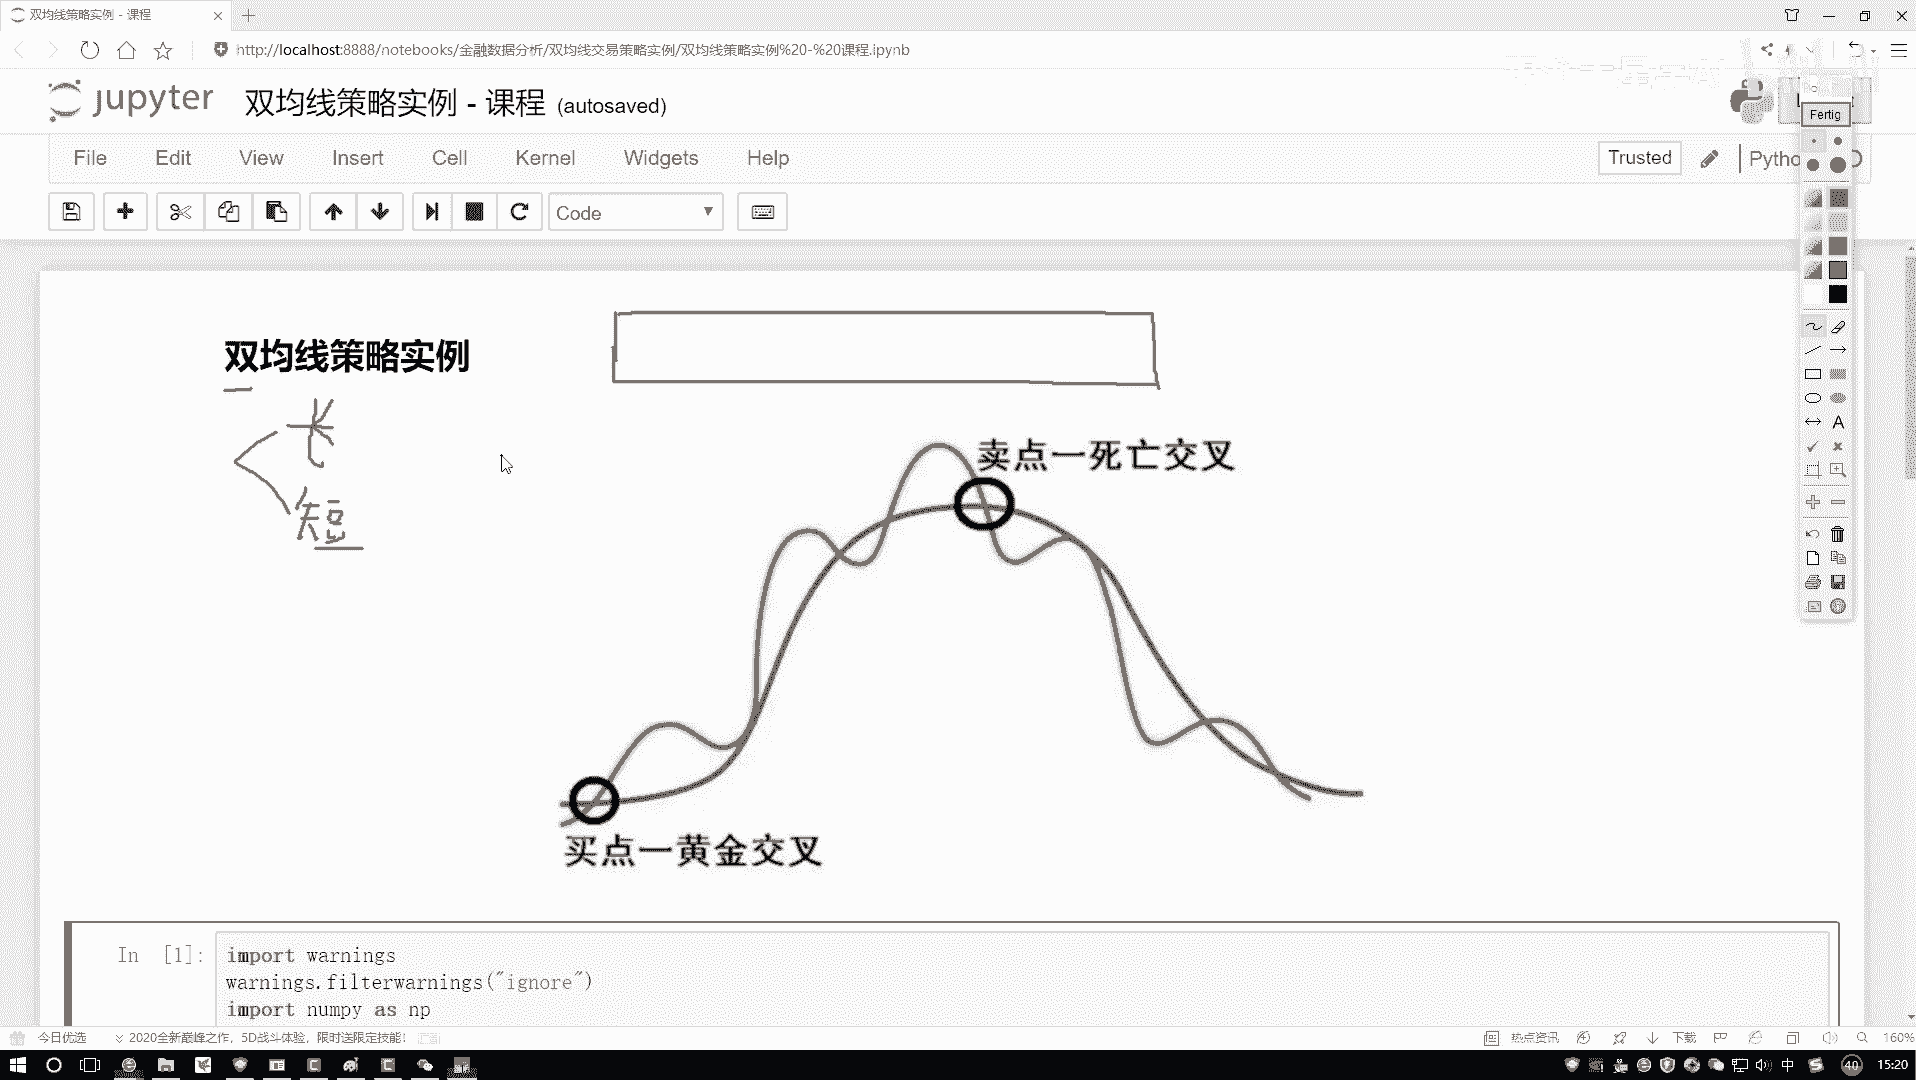 双均线策略实例 - 课程
http://localhost:8888/notebooks/金融数据分析/双均线交易策略实例/双均线策略实例%20-%20课程.ipynb
jupyter 双均线策略实例 - 课程 (autosaved)
Fertig
File Edit View Insert Cell Kernel Widgets Help
Trusted
Pytho
Code
A
双均线策略实例
长
短
卖点一死亡交叉
买点一黄金交叉
In [1]: import warnings
warnings.filterwarnings("ignore")
import numpy as np
今日优选 2020全新巅峰之作，5D战斗体验，限时送限定技能！
热点资讯 下载 160%
中 40 15:20